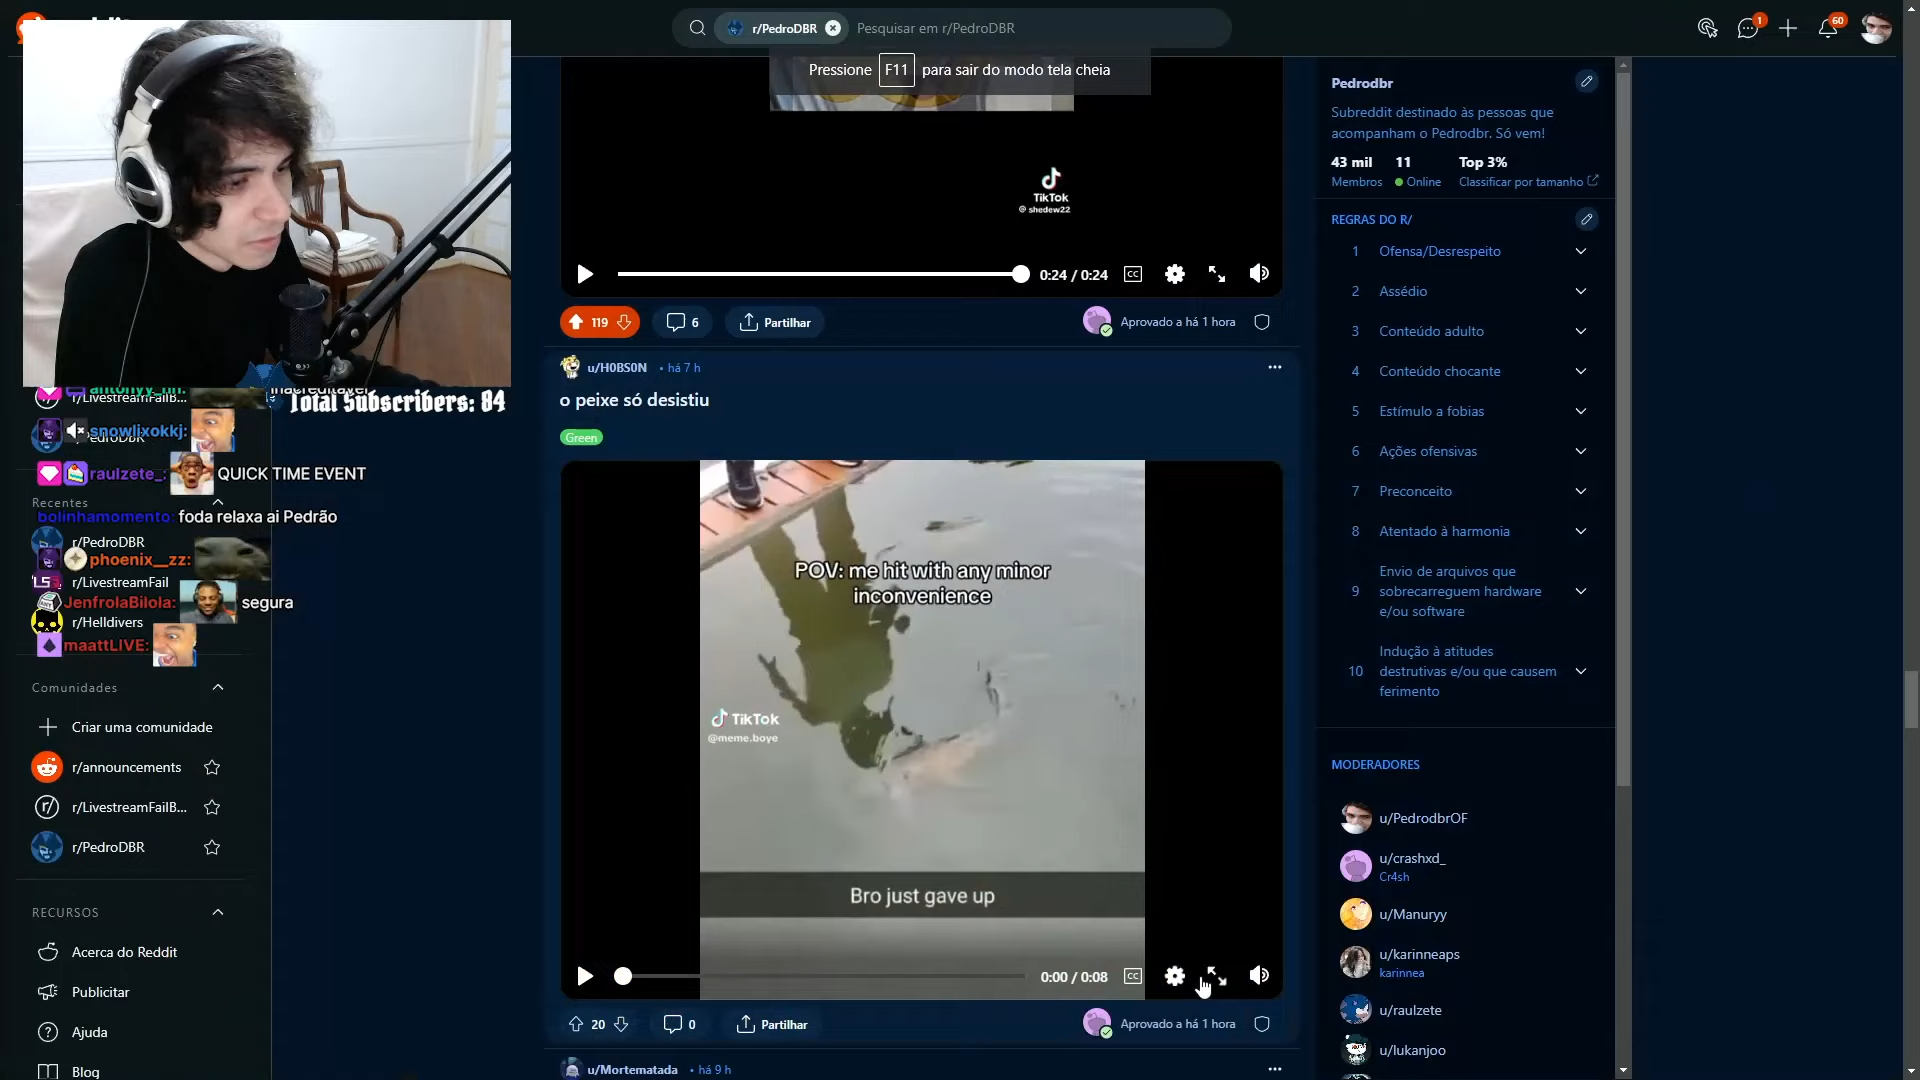 r/PedroDBR
Pesquisar em r/PedroDBR
1
60
Pressione F11 para sair do modo tela cheia
TikTok
@ shedew22
0:24 / 0:24
CC
119
6
Partilhar
Aprovado a há 1 hora
u/H0BS0N • há 7 h
o peixe só desistiu
Green
POV: me hit with any minor
inconvenience
TikTok
@meme.boye
Bro just gave up
0:00 / 0:08
CC
20
0
Partilhar
Aprovado a há 1 hora
u/Mortematada • há 9 h
Total Subscribers: 84
r/LivestreamFailB...
snowlixokkj:
raulzete_: QUICK TIME EVENT
Recentes
bolinhamomento: foda relaxa ai Pedrão
r/PedroDBR
phoenix__zz:
r/LivestreamFail
JenfrolaBilola: segura
r/Helldivers
maattLIVE:
Comunidades
Criar uma comunidade
r/announcements
r/LivestreamFailB...
r/PedroDBR
RECURSOS
Acerca do Reddit
Publicitar
Ajuda
Blog
Pedrodbr
Subreddit destinado às pessoas que
acompanham o Pedrodbr. Só vem!
43 mil 11 Top 3%
Membros Online Classificar por tamanho
REGRAS DO R/
1 Ofensa/Desrespeito
2 Assédio
3 Conteúdo adulto
4 Conteúdo chocante
5 Estímulo a fobias
6 Ações ofensivas
7 Preconceito
8 Atentado à harmonia
9 Envio de arquivos que
sobrecarreguem hardware
e/ou software
10 Indução à atitudes
destrutivas e/ou que causem
ferimento
MODERADORES
u/PedrodbrOF
u/crashxd_
Cr4sh
u/Manuryy
u/karinneaps
karinnea
u/raulzete
u/lukanjoo